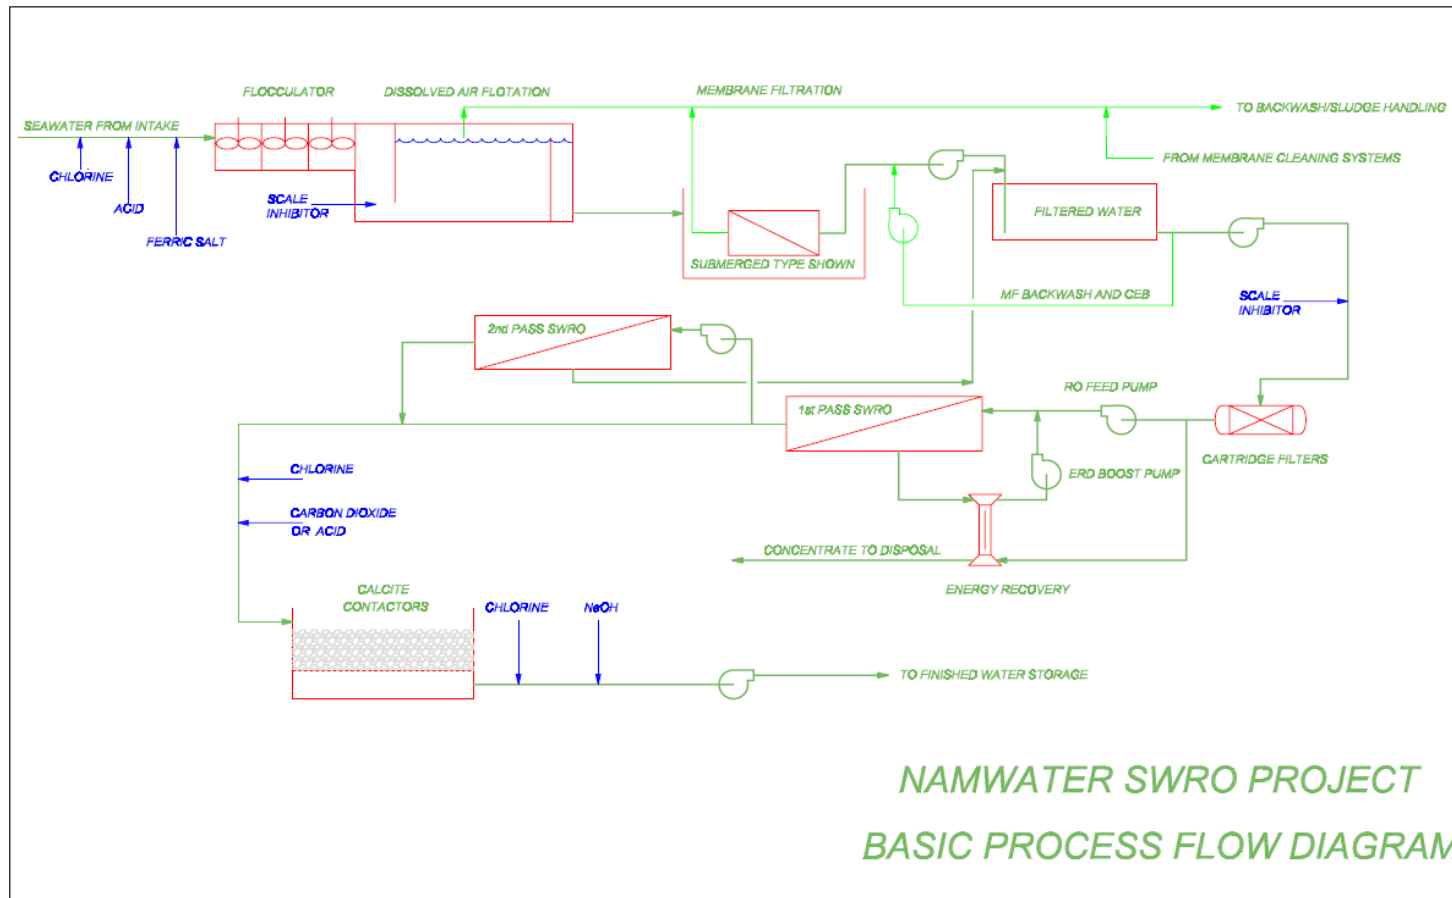 FLOCCULATOR
DISSOLVED AIR FLOTATION
MEMBRANE FILTRATION
TO BACKWASH/SLUDGE HANDLING
SEAWATER FROM INTAKE
FROM MEMBRANE CLEANING SYSTEMS
CHLORINE
ACID
FERRIC SALT
SCALE
INHIBITOR
SUBMERGED TYPE SHOWN
FILTERED WATER
MF BACKWASH AND CEB
SCALE
INHIBITOR
2nd PASS SWRO
1st PASS SWRO
RO FEED PUMP
CARTRIDGE FILTERS
ERD BOOST PUMP
CHLORINE
CARBON DIOXIDE
OR ACID
CONCENTRATE TO DISPOSAL
ENERGY RECOVERY
CALCITE
CONTACTORS
CHLORINE
NaOH
TO FINISHED WATER STORAGE
NAMWATER SWRO PROJECT
BASIC PROCESS FLOW DIAGRAM